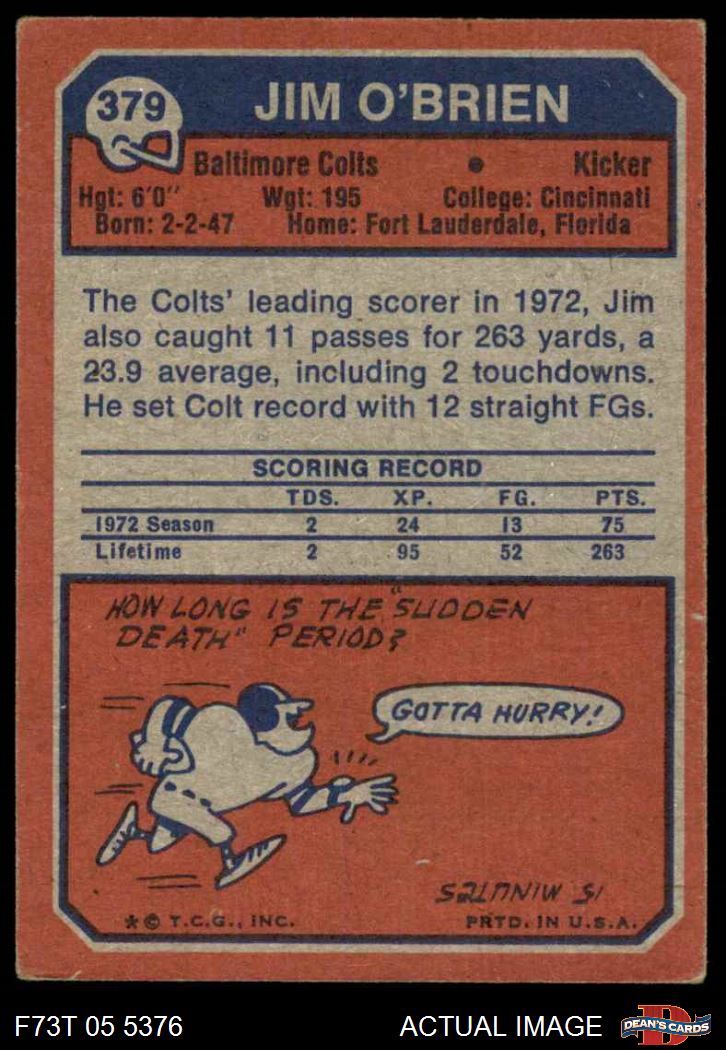 379 JIM O'BRIEN
Baltimore Colts • Kicker
Hgt: 6'0" Wgt: 195 College: Cincinnati
Born: 2-2-47 Home: Fort Lauderdale, Florida
The Colts' leading scorer in 1972, Jim
also caught 11 passes for 263 yards, a
23.9 average, including 2 touchdowns.
He set Colt record with 12 straight FGs.
SCORING RECORD
TDS. XP. FG. PTS.
1972 Season 2 24 13 75
Lifetime 2 95 52 263
HOW LONG IS THE "SUDDEN
DEATH" PERIOD?
GOTTA HURRY!
15 MINUTES
* © T.C.G., INC. PRTD. IN U.S.A.
F73T 05 5376 ACTUAL IMAGE D DEAN'S CARDS